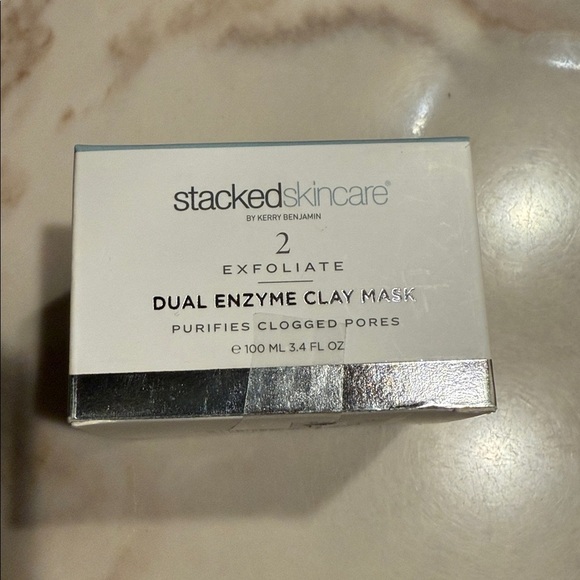 stackedskincare®
BY KERRY BENJAMIN
2
EXFOLIATE
DUAL ENZYME CLAY MASK
PURIFIES CLOGGED PORES
℮ 100 ML 3.4 FL OZ